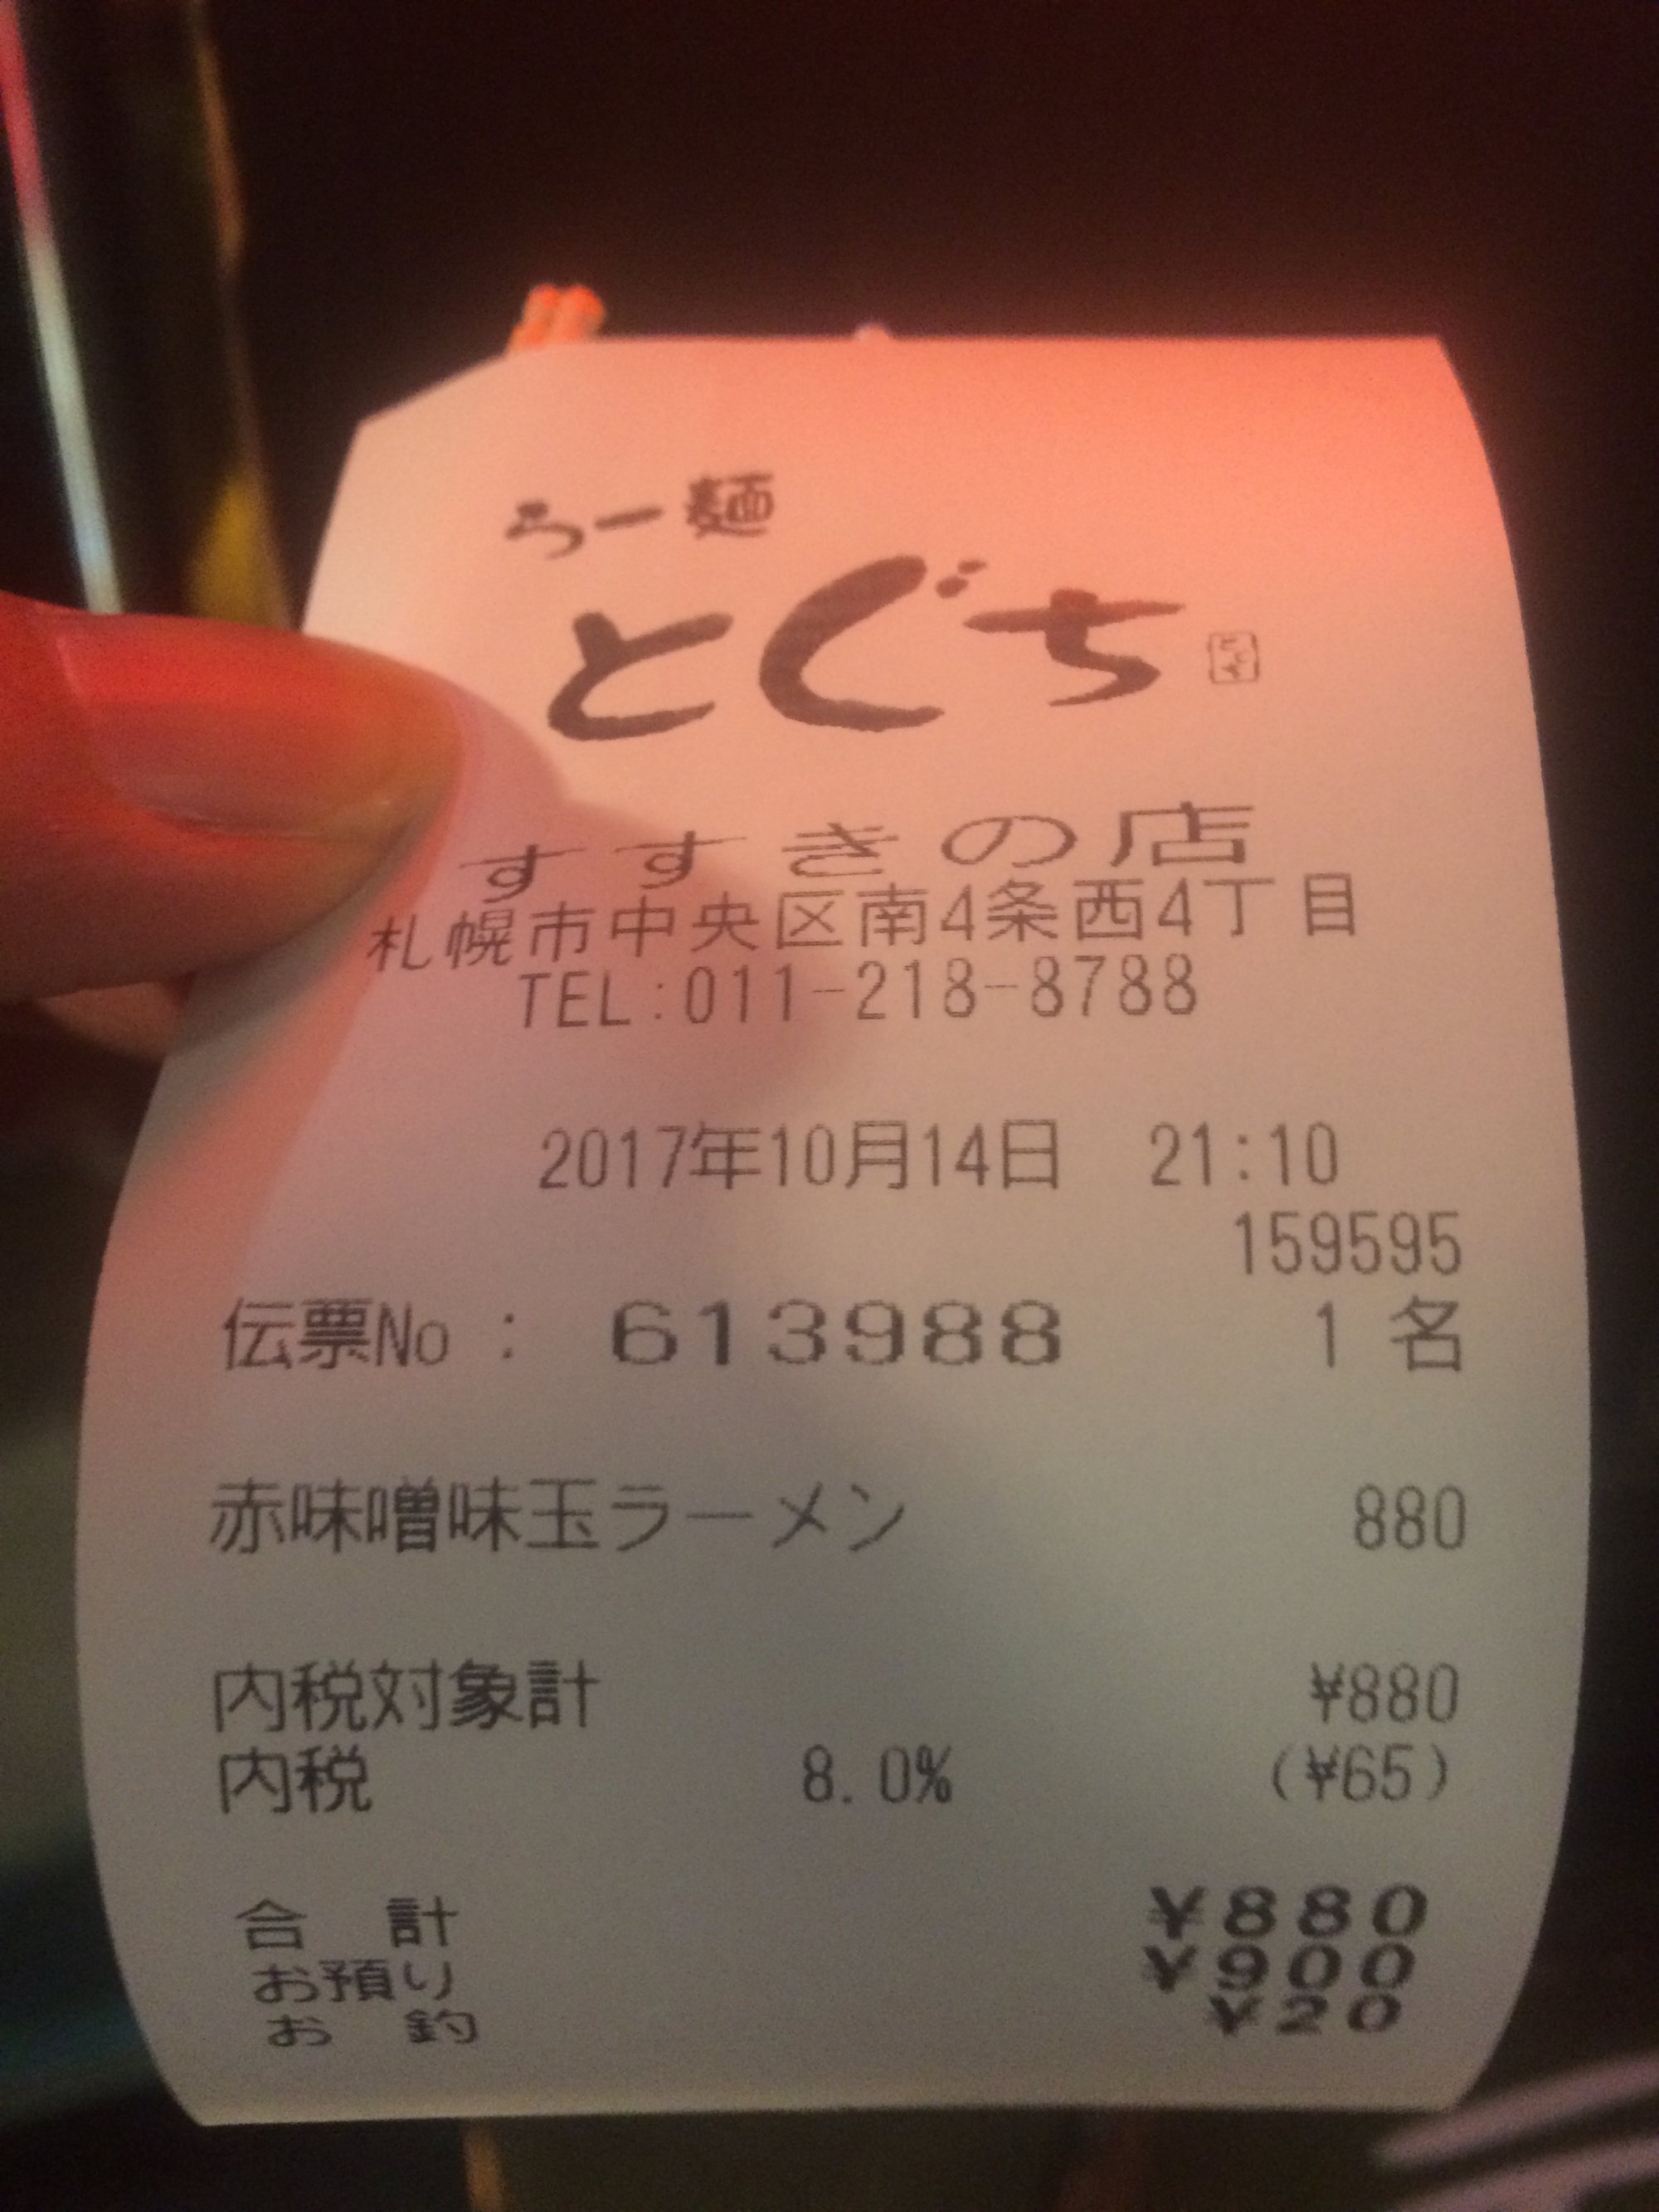 らー麺
とぐち
すすきの店
札幌市中央区南4条西4丁目
TEL:011-218-8788
2017年10月14日 21:10
159595
伝票No : 613988 1名
赤味噌味玉ラーメン 880
内税対象計 ¥880
内税 8.0% (¥65)
合 計 ¥880
お預り ¥900
お 釣 ¥20